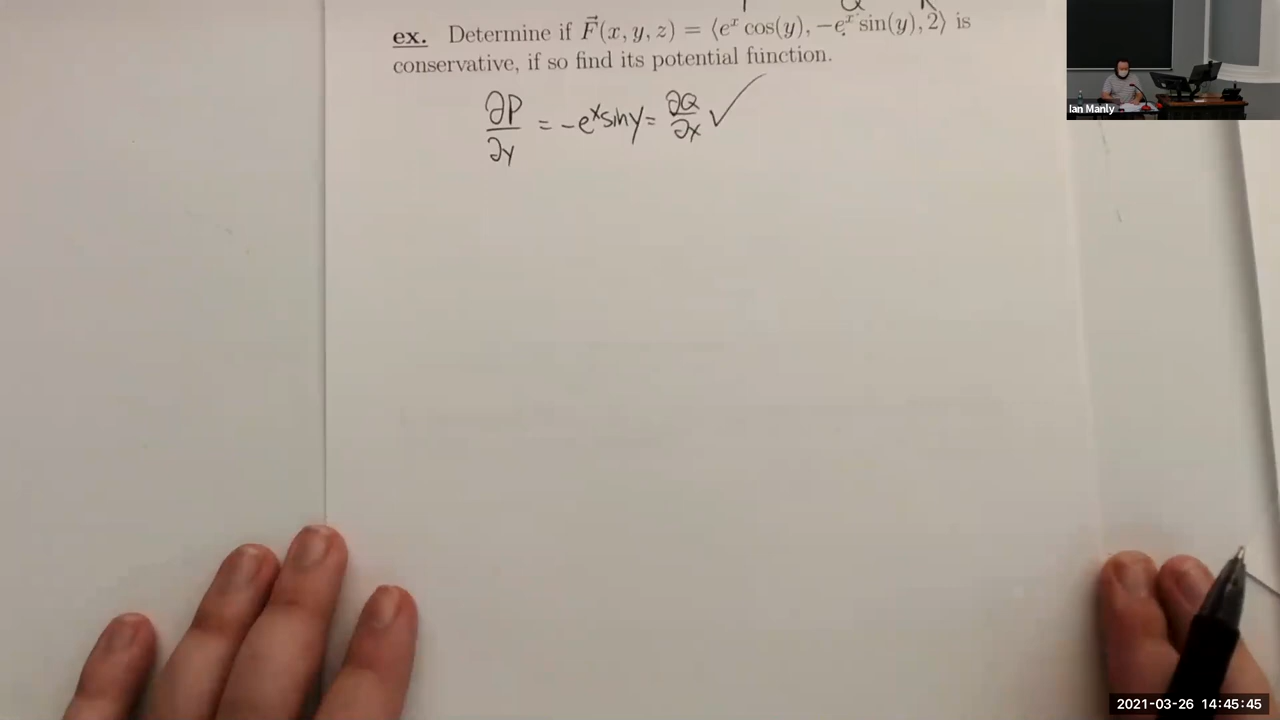 P Q R
ex. Determine if \vec{F}(x, y, z) = ⟨e^x cos(y), −e^x sin(y), 2⟩ is
conservative, if so find its potential function.
∂P/∂y = -e^x sin y = ∂Q/∂x ✓
Ian Manly
2021-03-26 14:45:45